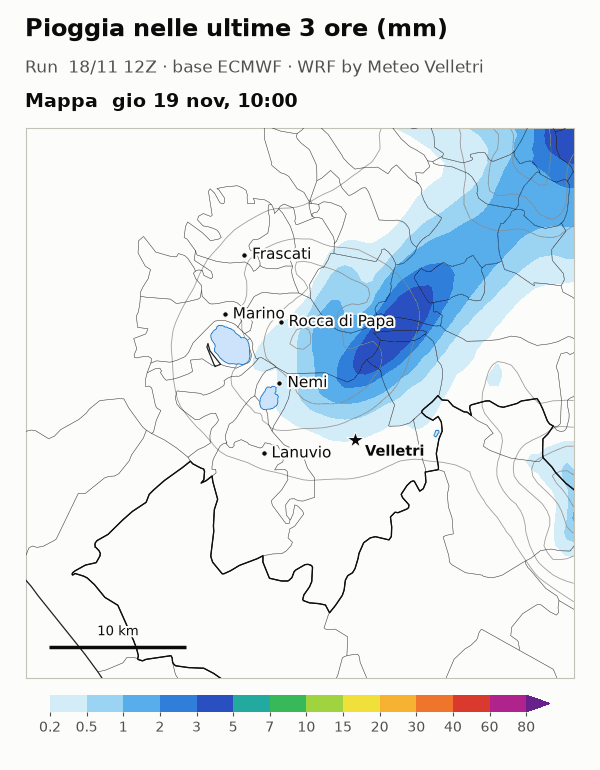 Pioggia nelle ultime 3 ore (mm)
Run 18/11 12Z · base ECMWF · WRF by Meteo Velletri
Mappa gio 19 nov, 10:00
Frascati
Marino
Rocca di Papa
Nemi
Velletri
Lanuvio
10 km
0.2 0.5 1 2 3 5 7 10 15 20 30 40 60 80